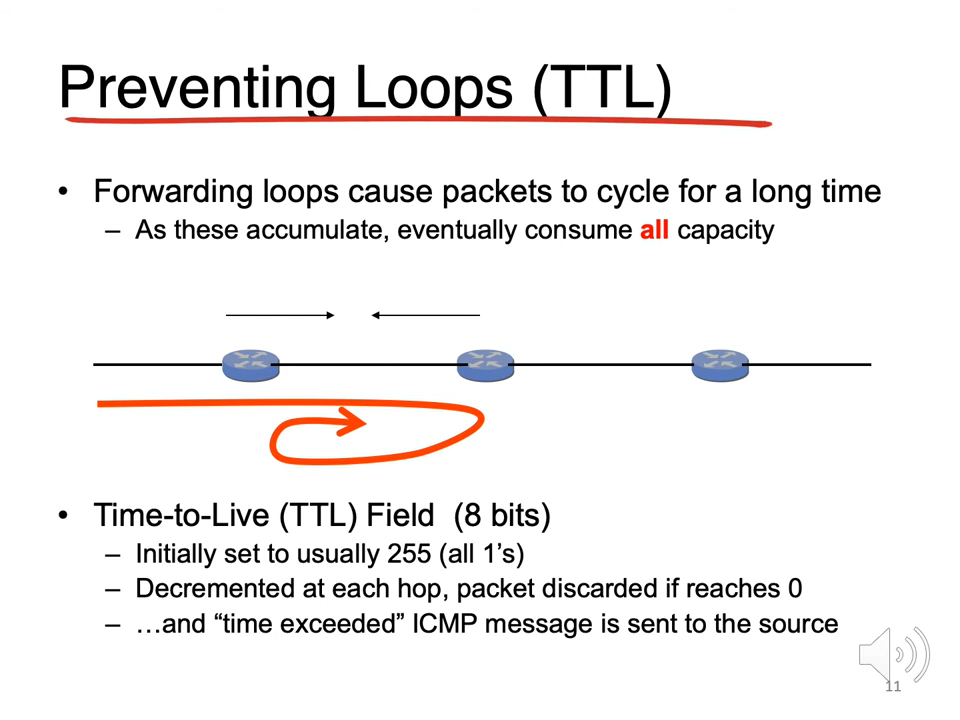 Preventing Loops (TTL)
• Forwarding loops cause packets to cycle for a long time
– As these accumulate, eventually consume all capacity
• Time-to-Live (TTL) Field (8 bits)
– Initially set to usually 255 (all 1’s)
– Decremented at each hop, packet discarded if reaches 0
– …and “time exceeded” ICMP message is sent to the source
11